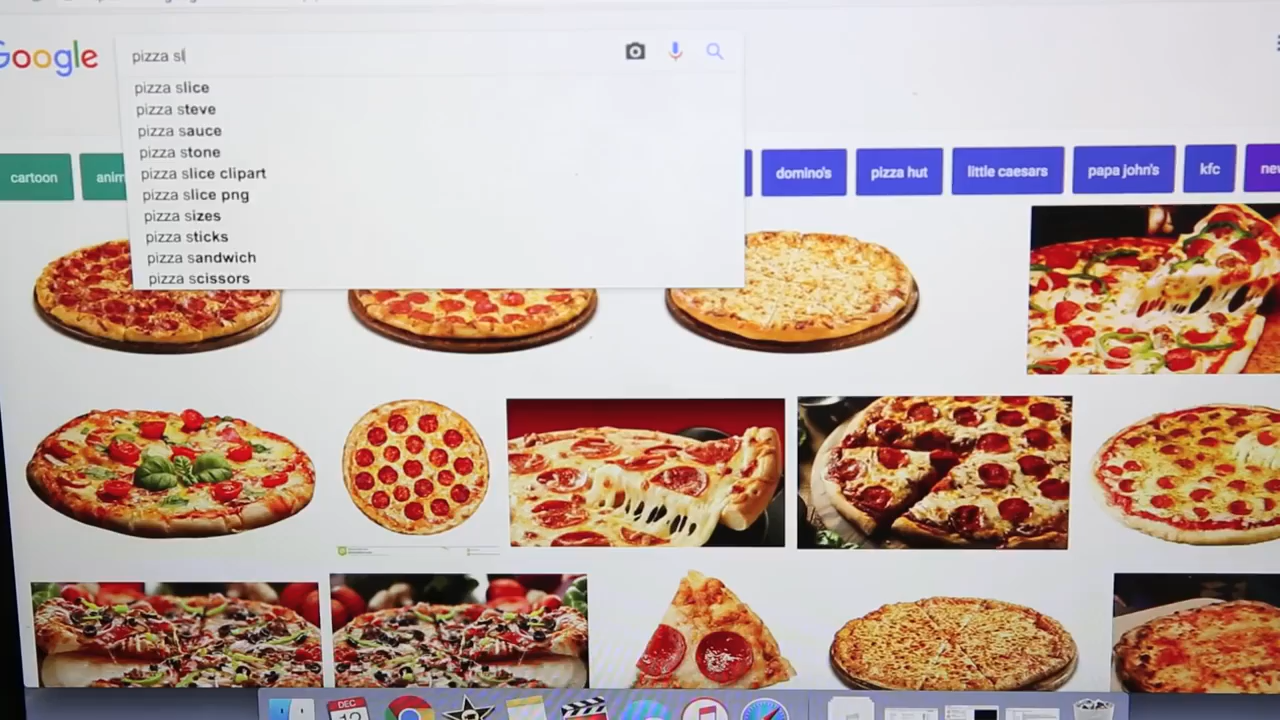 Google
pizza sl
pizza slice
pizza steve
pizza sauce
pizza stone
pizza slice clipart
pizza slice png
pizza sizes
pizza sticks
pizza sandwich
pizza scissors
cartoon
domino's
pizza hut
little caesars
papa john's
kfc
DEC